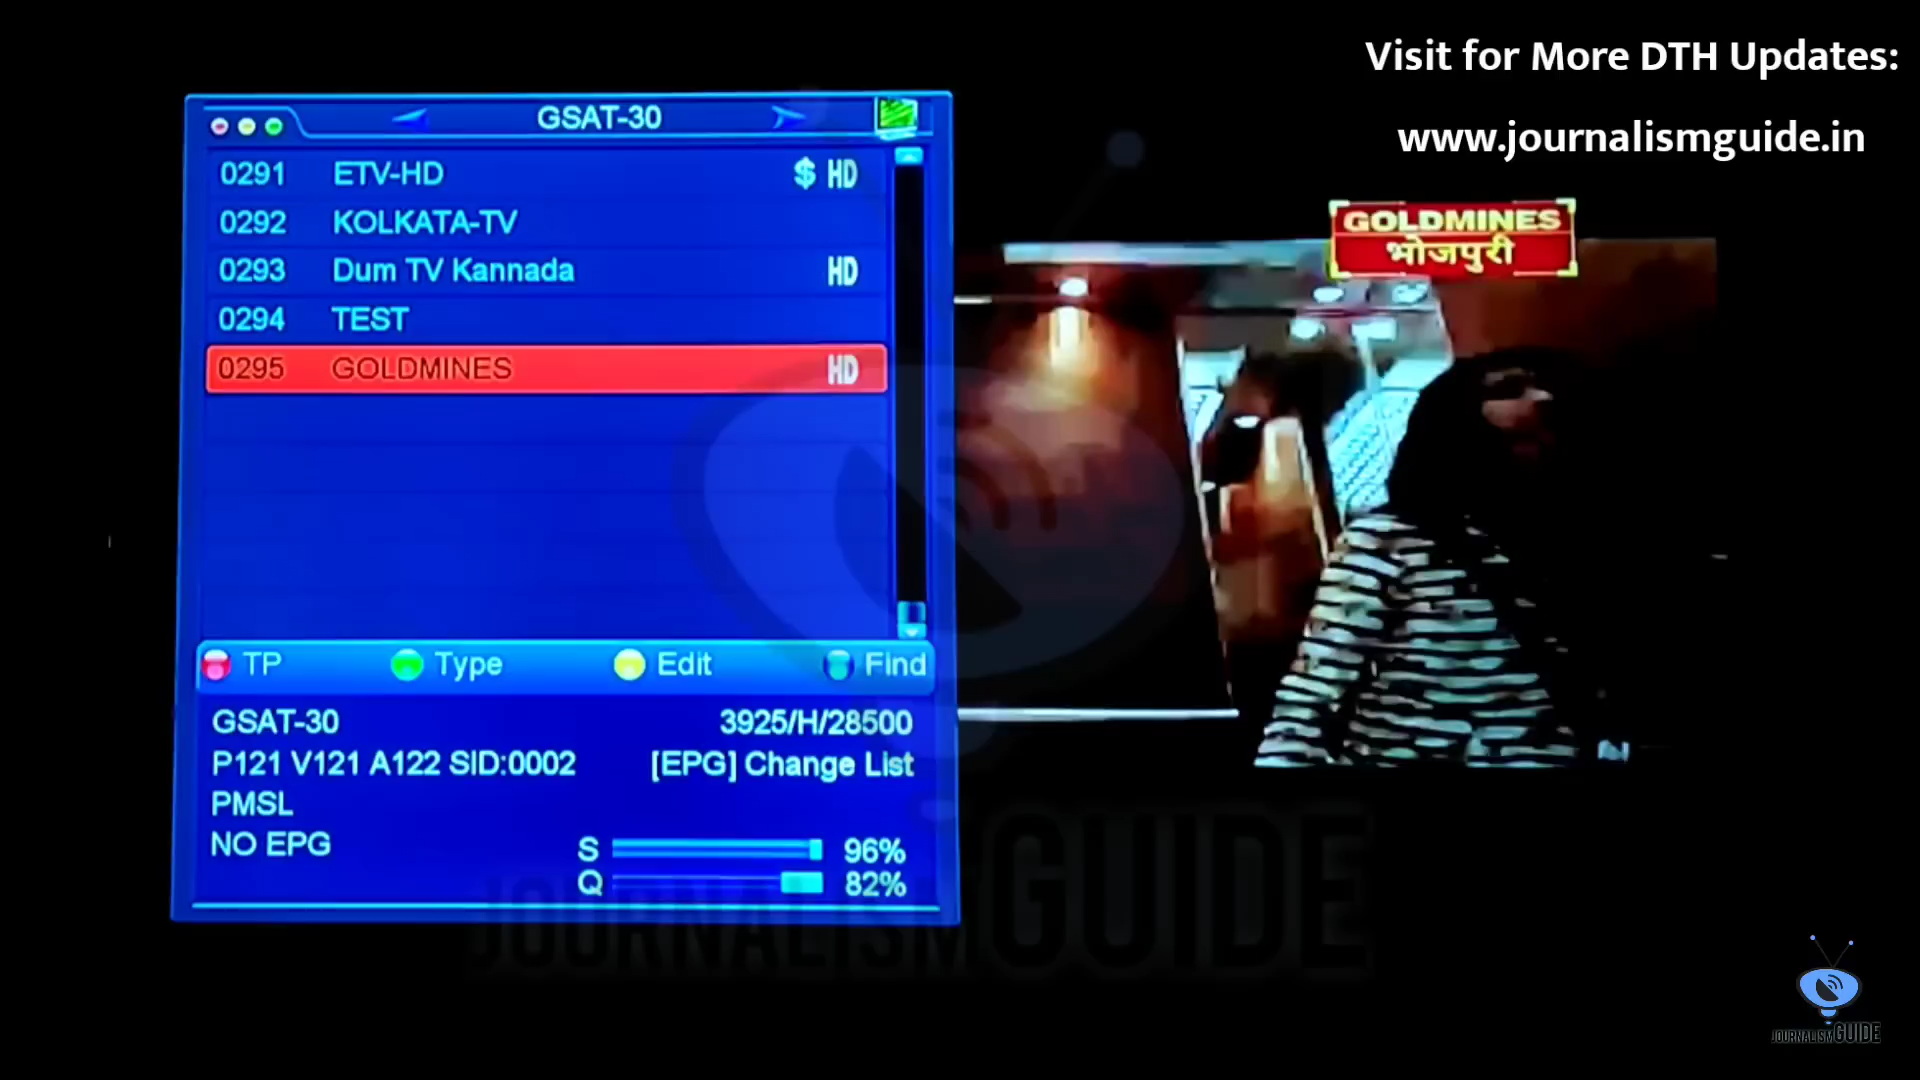 Visit for More DTH Updates:
www.journalismguide.in
GSAT-30
0291 ETV-HD $ HD
0292 KOLKATA-TV
0293 Dum TV Kannada HD
0294 TEST
0295 GOLDMINES HD
TP Type Edit Find
GSAT-30 3925/H/28500
P121 V121 A122 SID:0002 [EPG] Change List
PMSL
NO EPG
S 96%
Q 82%
GOLDMINES
भोजपुरी
JOURNALISMGUIDE
JOURNALISMGUIDE